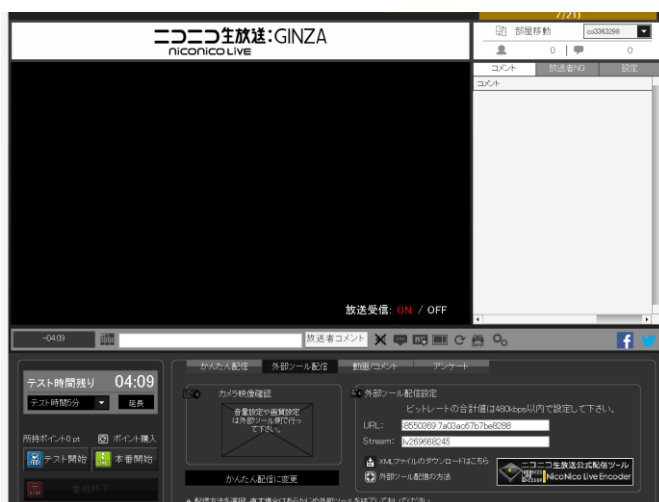 7/21)
ニコニコ生放送:GINZA
niconico LIVE
部屋移動 co3363298
0 | 0
コメント 放送者NG 設定
コメント
放送受信: ON / OFF
-04:09
放送者コメント
かんたん配信 外部ツール配信 動画/コメント アンケート
テスト時間残り 04:09
テスト時間5分 延長
所持ポイント0 pt ポイント購入
テスト開始 本番開始
番組終了
カメラ映像確認
音量設定や画質設定
は外部ツール側で行っ
て下さい。
かんたん配信に変更
外部ツール配信設定
ビットレートの合計値は480kbps以内で設定して下さい。
URL: -8550369.7a03ac67b7be8288
Stream: lv269668245
XMLファイルのダウンロードはこちら
外部ツール配信の方法
ニコニコ生放送公式配信ツール
NicoNico Live Encoder